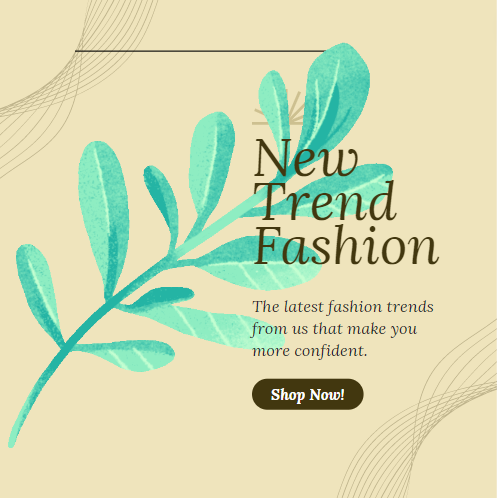 New
Trend
Fashion
The latest fashion trends
from us that make you
more confident.
Shop Now!